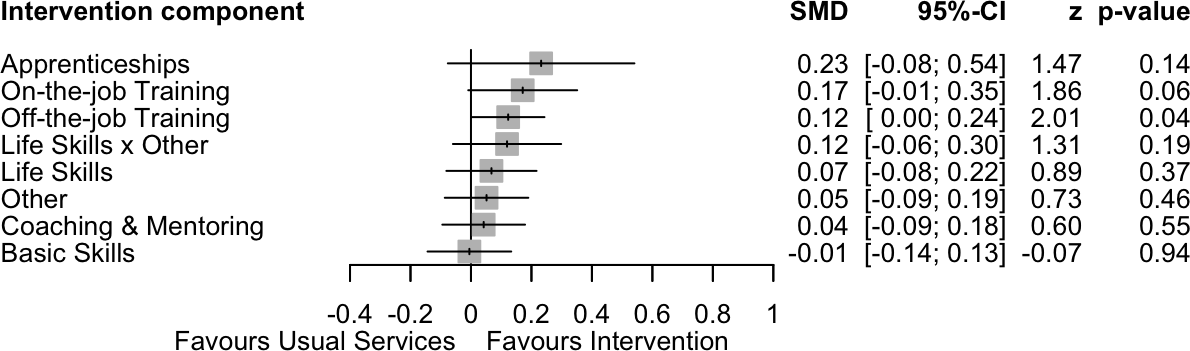 Intervention component SMD 95%-CI z p-value
Apprenticeships 0.23 [-0.08; 0.54] 1.47 0.14
On-the-job Training 0.17 [-0.01; 0.35] 1.86 0.06
Off-the-job Training 0.12 [ 0.00; 0.24] 2.01 0.04
Life Skills x Other 0.12 [-0.06; 0.30] 1.31 0.19
Life Skills 0.07 [-0.08; 0.22] 0.89 0.37
Other 0.05 [-0.09; 0.19] 0.73 0.46
Coaching & Mentoring 0.04 [-0.09; 0.18] 0.60 0.55
Basic Skills -0.01 [-0.14; 0.13] -0.07 0.94
-0.4 -0.2 0 0.2 0.4 0.6 0.8 1
Favours Usual Services Favours Intervention